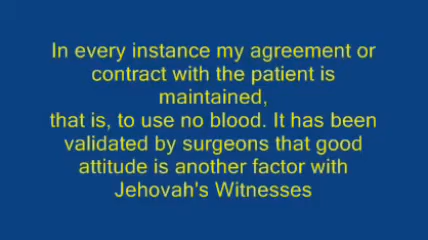 In every instance my agreement or
contract with the patient is
maintained,
that is, to use no blood. It has been
validated by surgeons that good
attitude is another factor with
Jehovah's Witnesses